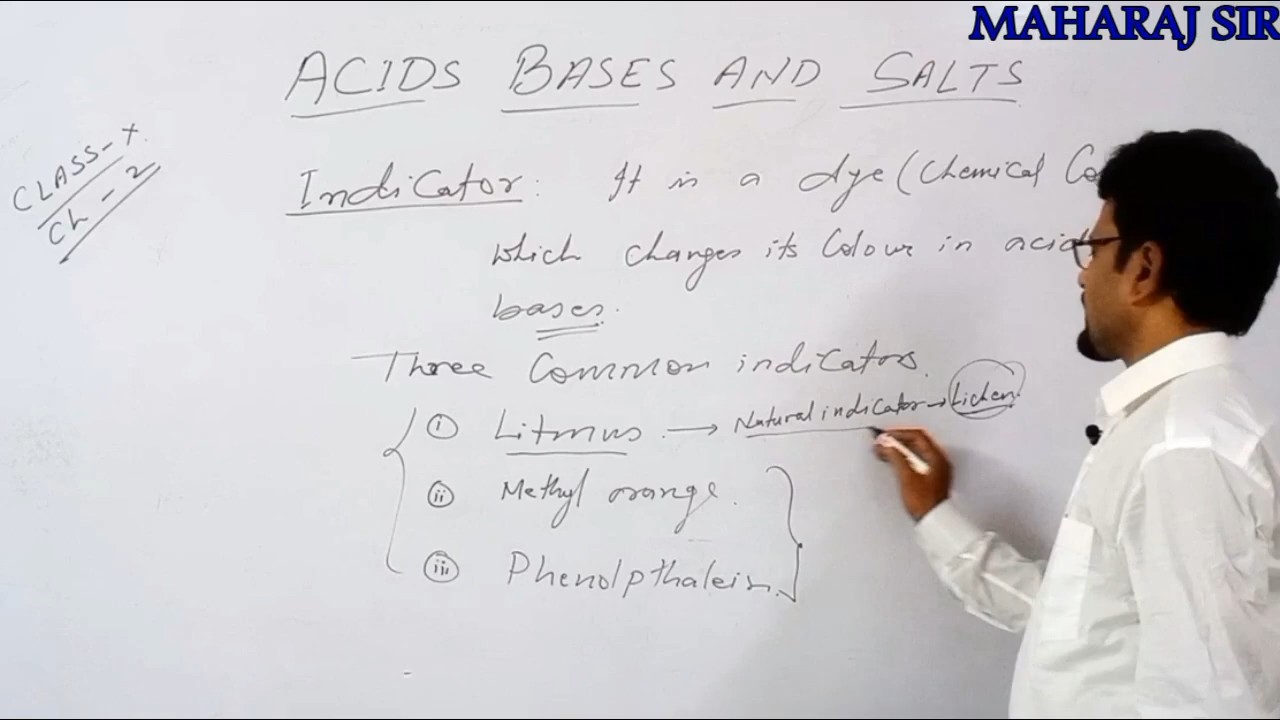 MAHARAJ SIR
ACIDS BASES AND SALTS
CLASS-X
Ch-2
Indicator: It is a dye (Chemical
which changes its Colour in acid
bases.
Three Common indicators.
(i) Litmus. → Natural indicator → Lichen.
(ii) Methyl orange.
(iii) Phenolpthalein.